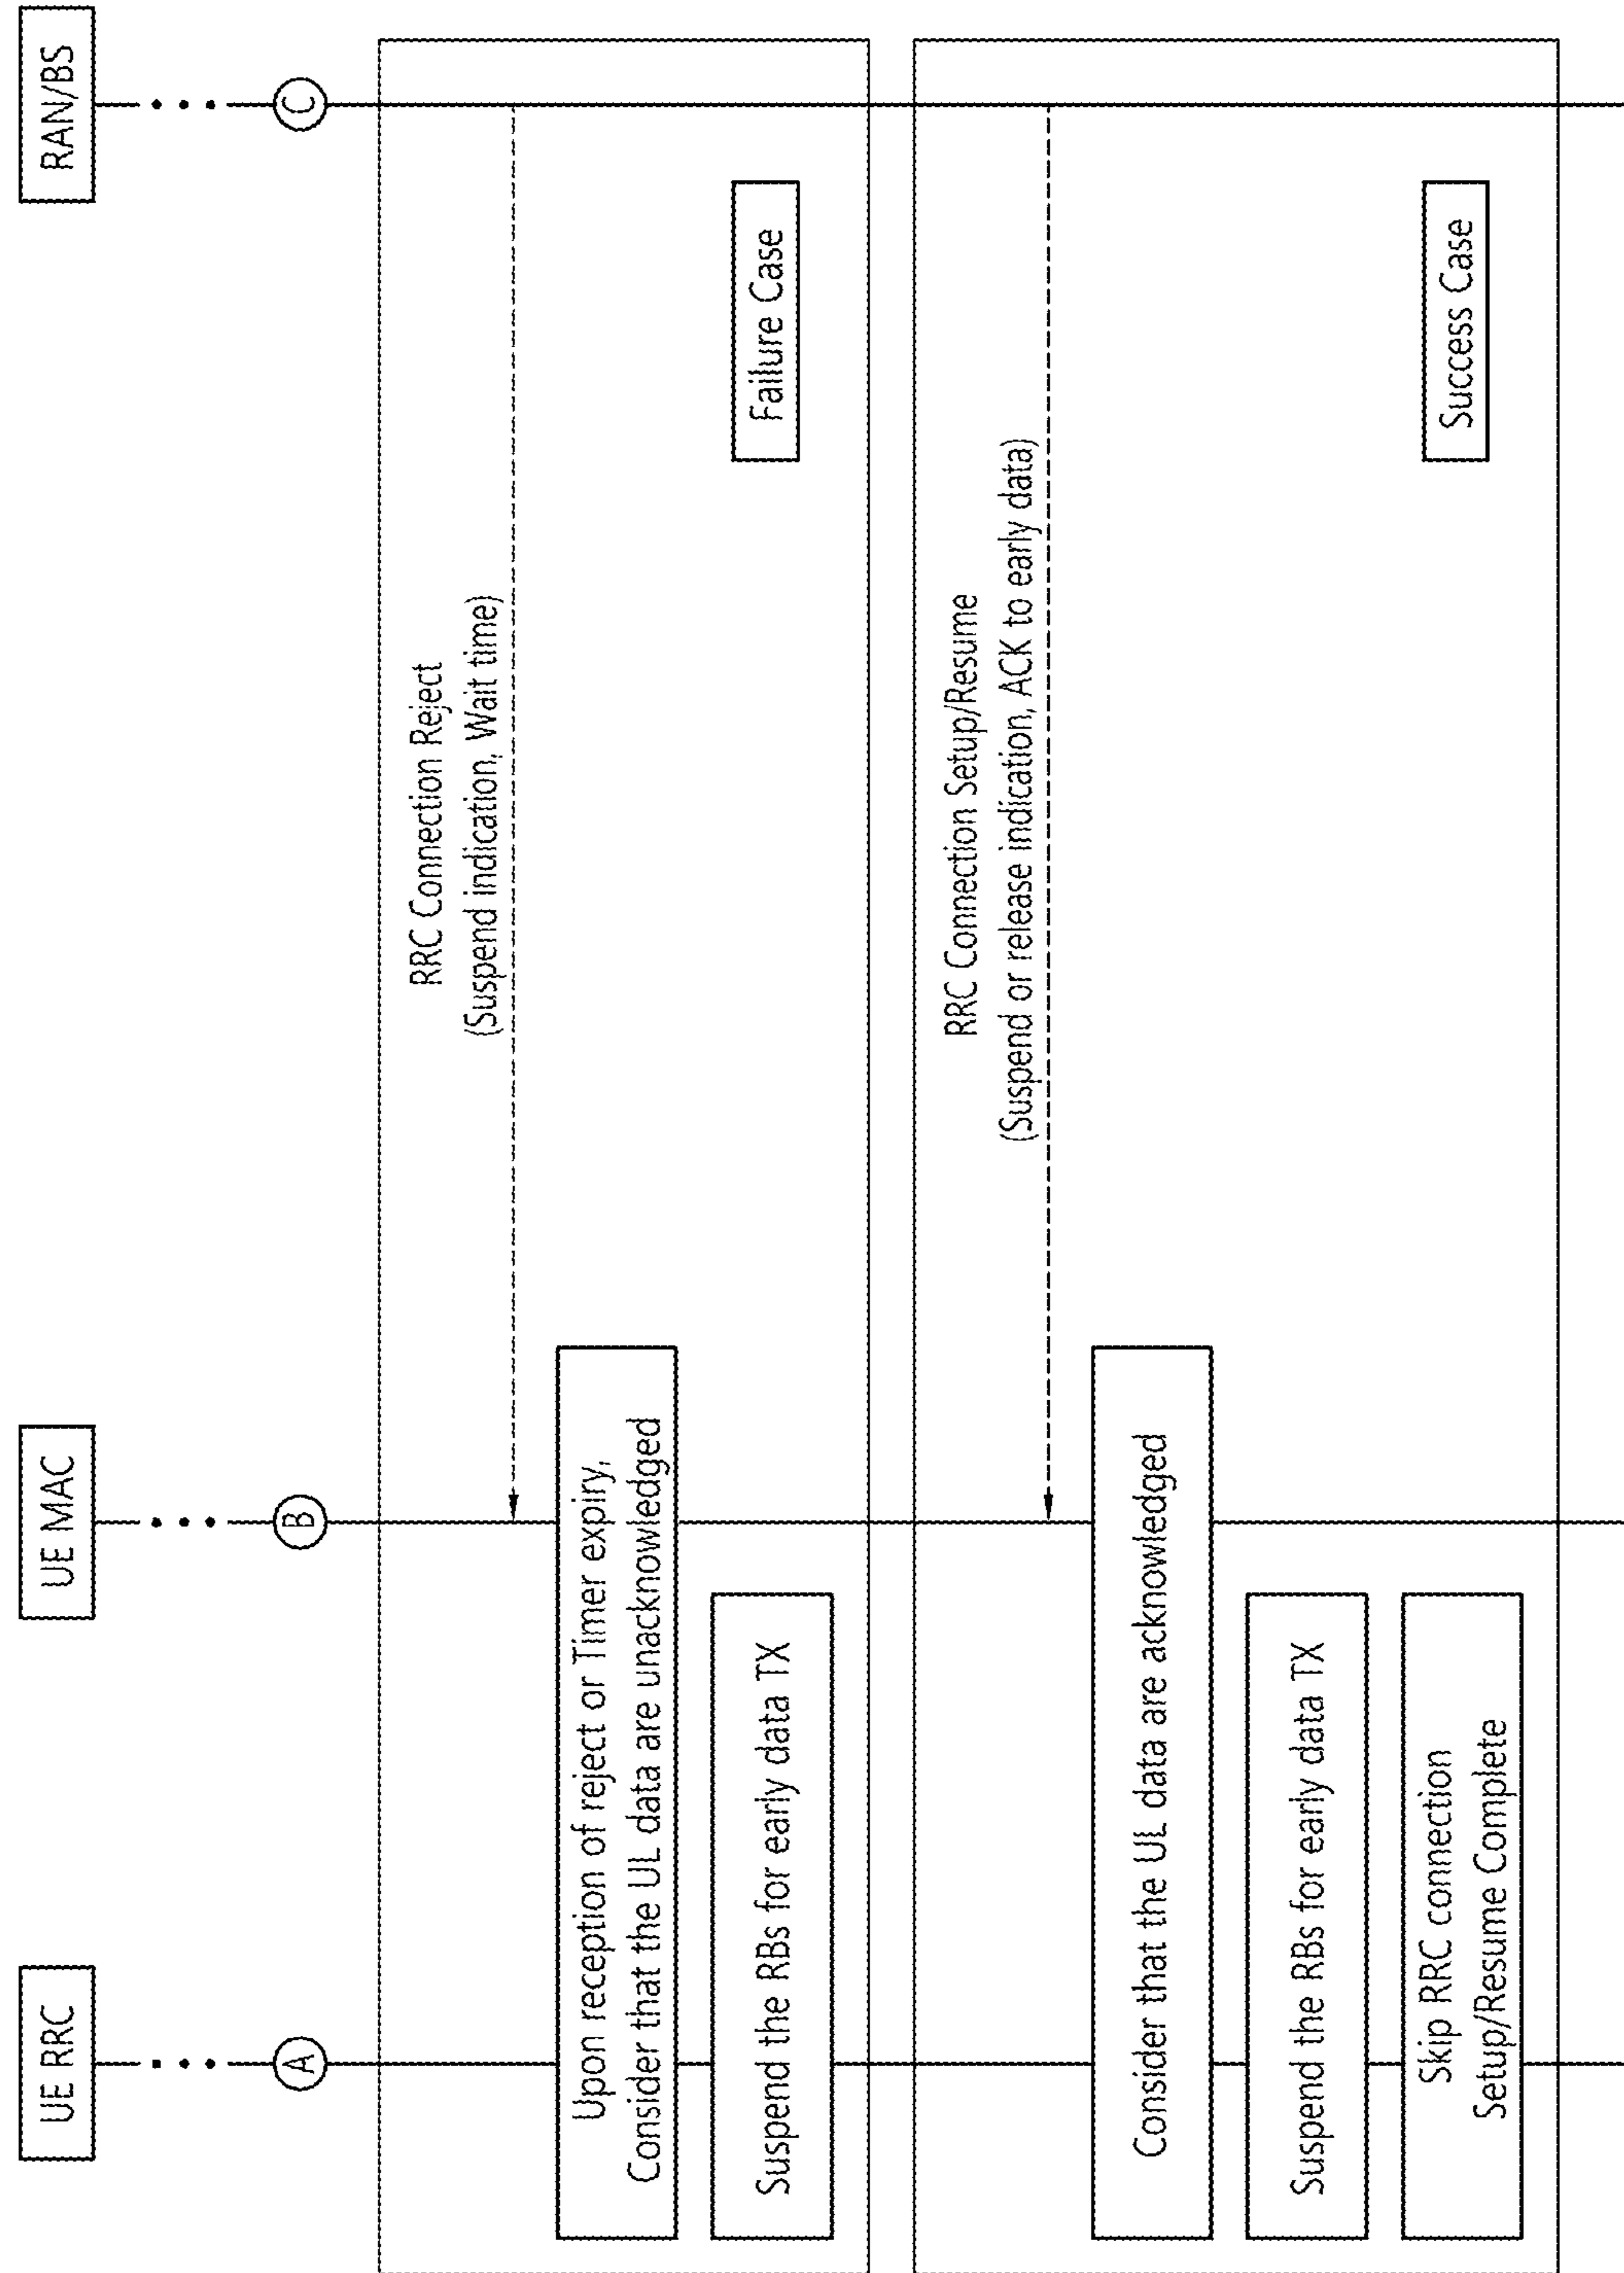 UE RRC
UE MAC
RAN/BS
A
B
C
RRC Connection Reject
(Suspend indication, Wait time)
Upon reception of reject or Timer expiry,
Consider that the UL data are unacknowledged
Suspend the RBs for early data TX
Failure Case
RRC Connection Setup/Resume
(Suspend or release indication, ACK to early data)
Consider that the UL data are acknowledged
Suspend the RBs for early data TX
Skip RRC connection
Setup/Resume Complete
Success Case